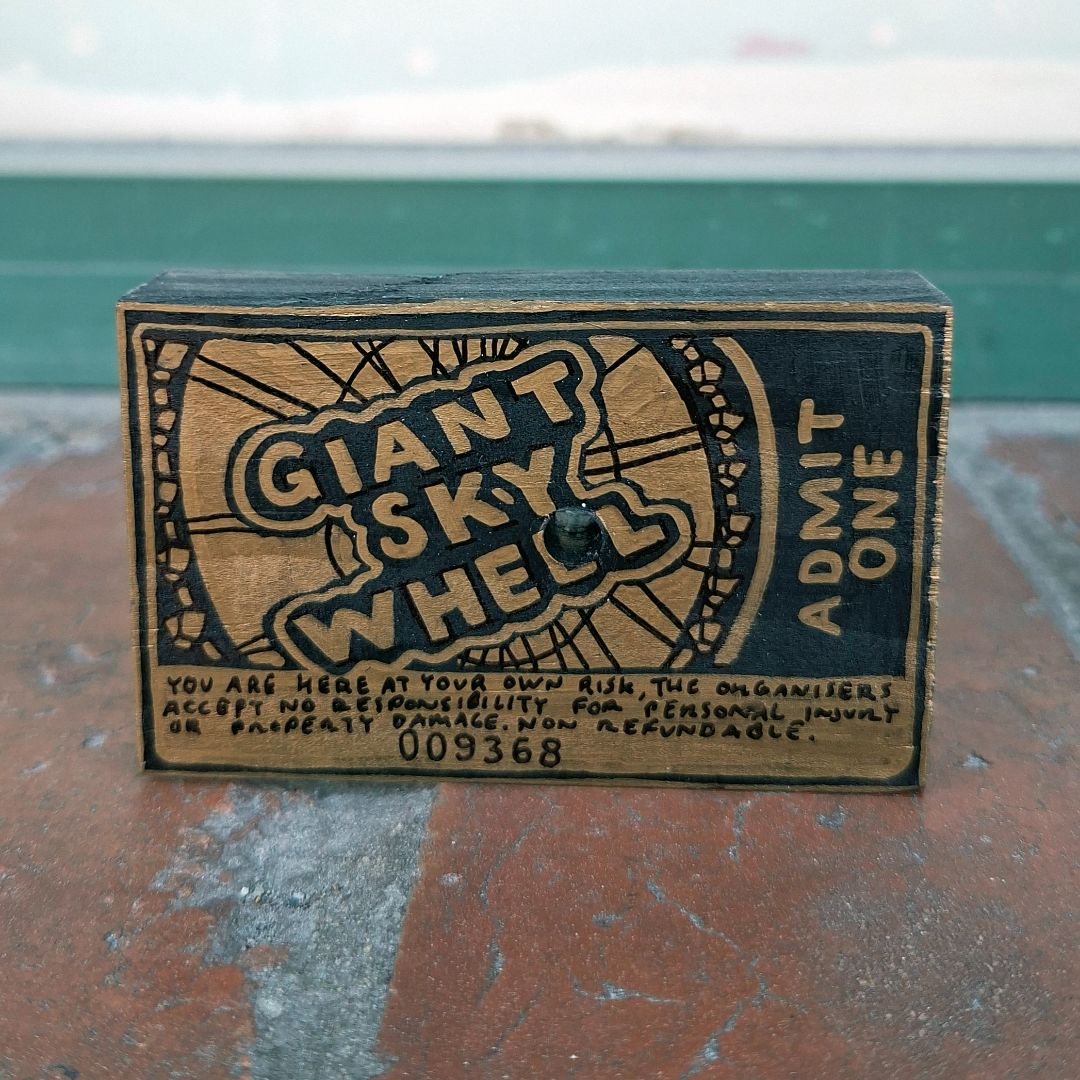 GIANT
SKY
WHEEL
ADMIT
ONE
YOU ARE HERE AT YOUR OWN RISK, THE ORGANISERS
ACCEPT NO RESPONSIBILITY FOR PERSONAL INJURY
OR PROPERTY DAMAGE. NON REFUNDABLE.
009368